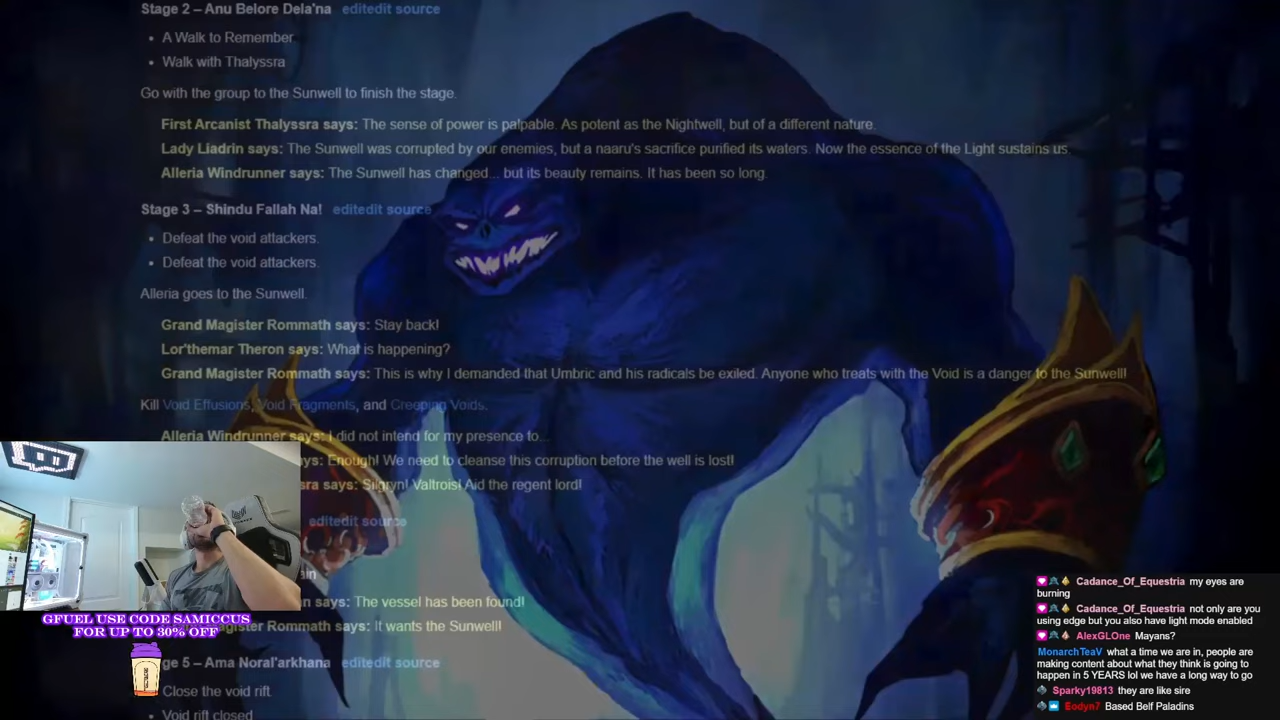 Stage 2 – Anu Belore Dela'na editedit source
A Walk to Remember.
Walk with Thalyssra
Go with the group to the Sunwell to finish the stage.
First Arcanist Thalyssra says: The sense of power is palpable. As potent as the Nightwell, but of a different nature.
Lady Liadrin says: The Sunwell was corrupted by our enemies, but a naaru's sacrifice purified its waters. Now the essence of the Light sustains us.
Alleria Windrunner says: The Sunwell has changed... but its beauty remains. It has been so long.
Stage 3 – Shindu Fallah Na! editedit source
Defeat the void attackers.
Defeat the void attackers.
Alleria goes to the Sunwell.
Grand Magister Rommath says: Stay back!
Lor'themar Theron says: What is happening?
Grand Magister Rommath says: This is why I demanded that Umbric and his radicals be exiled. Anyone who treats with the Void is a danger to the Sunwell!
Kill Void Effusions, Void Fragments, and Creeping Voids.
Alleria Windrunner says: I did not intend for my presence to...
ays: Enough! We need to cleanse this corruption before the well is lost!
ra says: Silgryn! Valtrois! Aid the regent lord!
editedit source
ain
n says: The vessel has been found!
gister Rommath says: It wants the Sunwell!
ge 5 – Ama Noral'arkhana editedit source
Close the void rift.
Void rift closed
GFUEL USE CODE SAMICCUS
FOR UP TO 30% OFF
Cadance_Of_Equestria my eyes are
burning
Cadance_Of_Equestria not only are you
using edge but you also have light mode enabled
AlexGLOne Mayans?
MonarchTeaV what a time we are in, people are
making content about what they think is going to
happen in 5 YEARS lol we have a long way to go
Sparky19813 they are like sire
Eodyn7 Based Belf Paladins